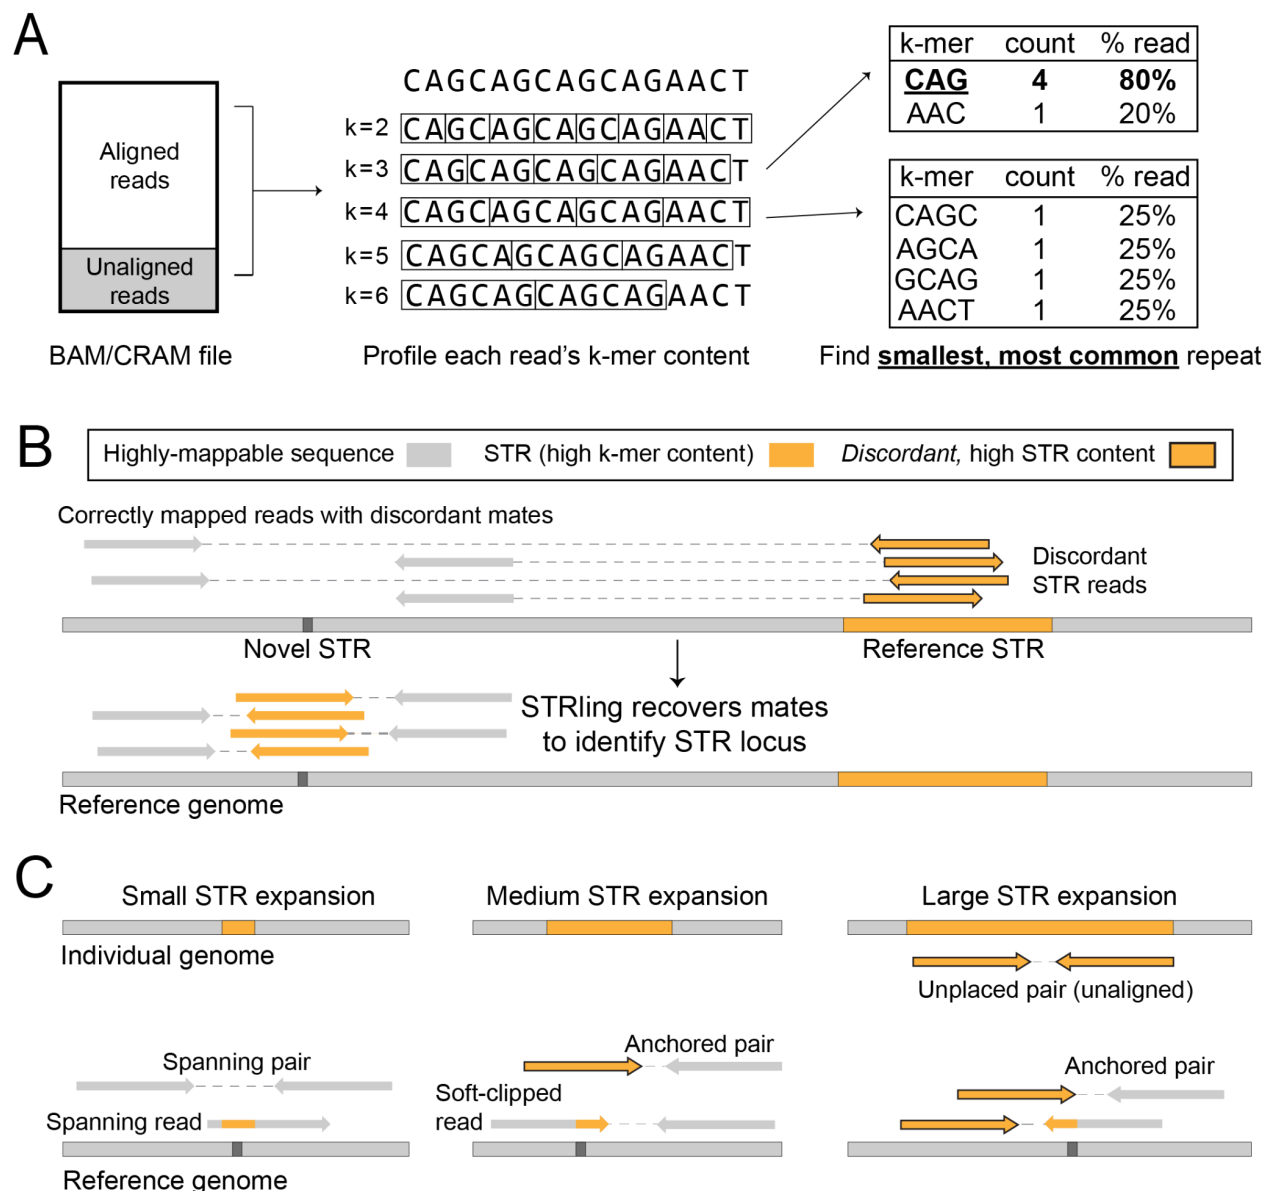 A
Aligned
reads
Unaligned
reads
BAM/CRAM file
CAGCAGCAGCAGAACT
k=2 CAGCAGCAGCAGAACT
k=3 CAGCAGCAGCAGAACT
k=4 CAGCAGCAGCAGAACT
k=5 CAGCAGCAGCAGAACT
k=6 CAGCAGCAGCAGAACT
Profile each read's k-mer content
k-mer count % read
CAG 4 80%
AAC 1 20%
k-mer count % read
CAGC 1 25%
AGCA 1 25%
GCAG 1 25%
AACT 1 25%
Find smallest, most common repeat
B
Highly-mappable sequence STR (high k-mer content) Discordant, high STR content
Correctly mapped reads with discordant mates
Discordant
STR reads
Novel STR Reference STR
STRling recovers mates
to identify STR locus
Reference genome
C
Small STR expansion Medium STR expansion Large STR expansion
Individual genome
Unplaced pair (unaligned)
Spanning pair
Spanning read
Anchored pair
Soft-clipped
read
Anchored pair
Reference genome